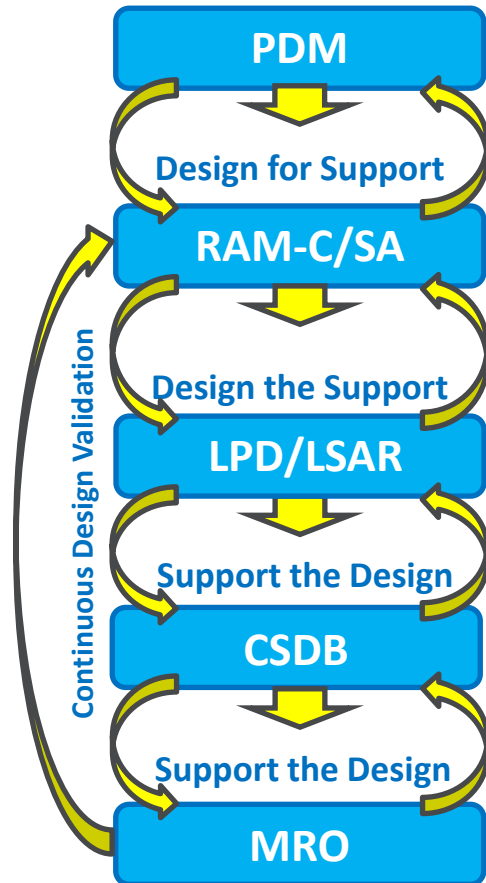 PDM
Design for Support
RAM-C/SA
Design the Support
LPD/LSAR
Continuous Design Validation
Support the Design
CSDB
Support the Design
MRO